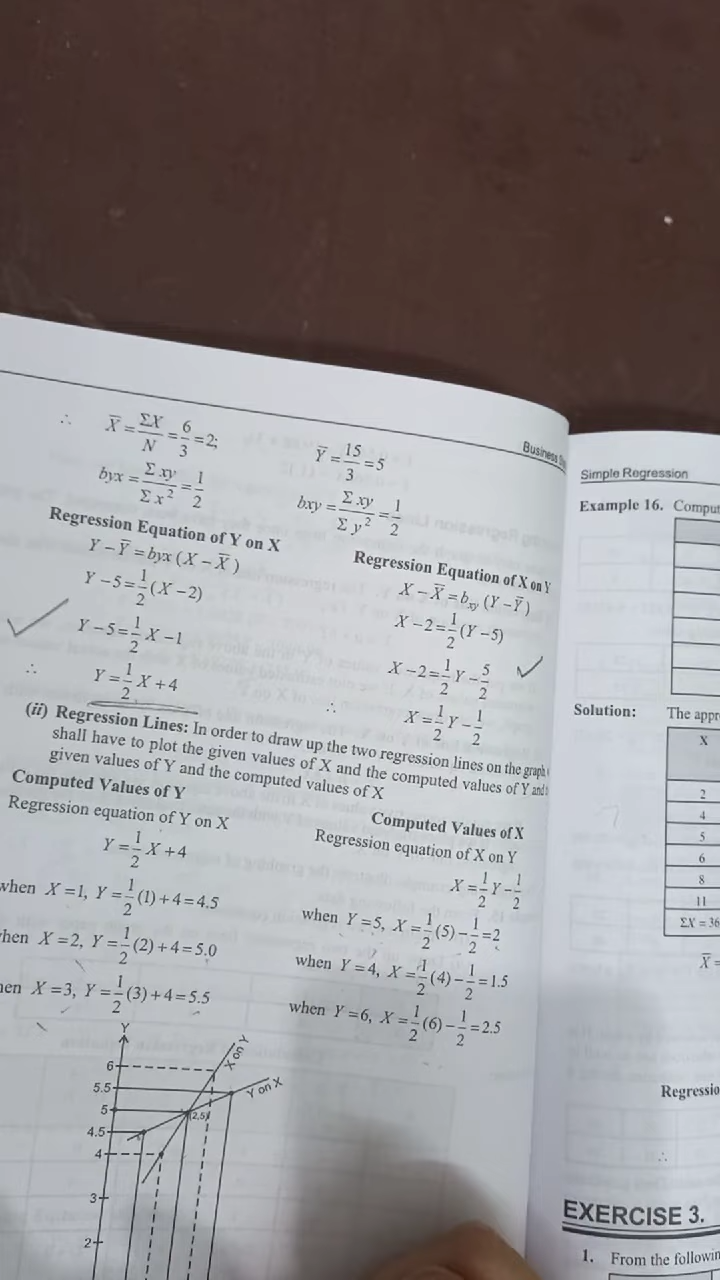 Business
∴ X̄ = ΣX/N = 6/3 = 2; Ȳ = 15/3 = 5
byx = Σxy/Σx² = 1/2 bxy = Σxy/Σy² = 1/2
Regression Equation of Y on X
Y − Ȳ = byx (X − X̄)
Y − 5 = 1/2 (X − 2)
Y − 5 = 1/2 X − 1
∴ Y = 1/2 X + 4
Regression Equation of X on Y
X − X̄ = bxy (Y − Ȳ)
X − 2 = 1/2 (Y − 5)
X − 2 = 1/2 Y − 5/2
∴ X = 1/2 Y − 1/2
(ii) Regression Lines: In order to draw up the two regression lines on the graph
shall have to plot the given values of X and the computed values of Y and
given values of Y and the computed values of X
Computed Values of Y
Regression equation of Y on X
Y = 1/2 X + 4
when X = 1, Y = 1/2 (1) + 4 = 4.5
X = 2, Y = 1/2 (2) + 4 = 5.0
X = 3, Y = 1/2 (3) + 4 = 5.5
Computed Values of X
Regression equation of X on Y
X = 1/2 Y − 1/2
when Y = 5, X = 1/2 (5) − 1/2 = 2
when Y = 4, X = 1/2 (4) − 1/2 = 1.5
when Y = 6, X = 1/2 (6) − 1/2 = 2.5
Y
X on Y
6
Y on X
5.5
5
(2,5)
4.5
4
3
2
Simple Regression
Example 16.
Solution: The
X
2
4
5
6
8
11
ΣX = 36
X̄ =
∴
EXERCISE 3.
1. From the